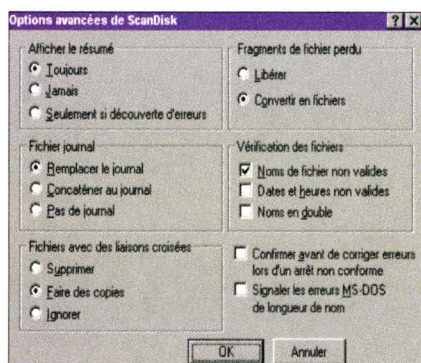 Options avancées de ScanDisk
Afficher le résumé
Toujours
Jamais
Seulement si découverte d'erreurs
Fragments de fichier perdu
Libérer
Convertir en fichiers
Fichier journal
Remplacer le journal
Concaténer au journal
Pas de journal
Vérification des fichiers
Noms de fichier non valides
Dates et heures non valides
Noms en double
Fichiers avec des liaisons croisées
Supprimer
Faire des copies
Ignorer
Confirmer avant de corriger erreurs
lors d'un arrêt non conforme
Signaler les erreurs MS-DOS
de longueur de nom
OK
Annuler